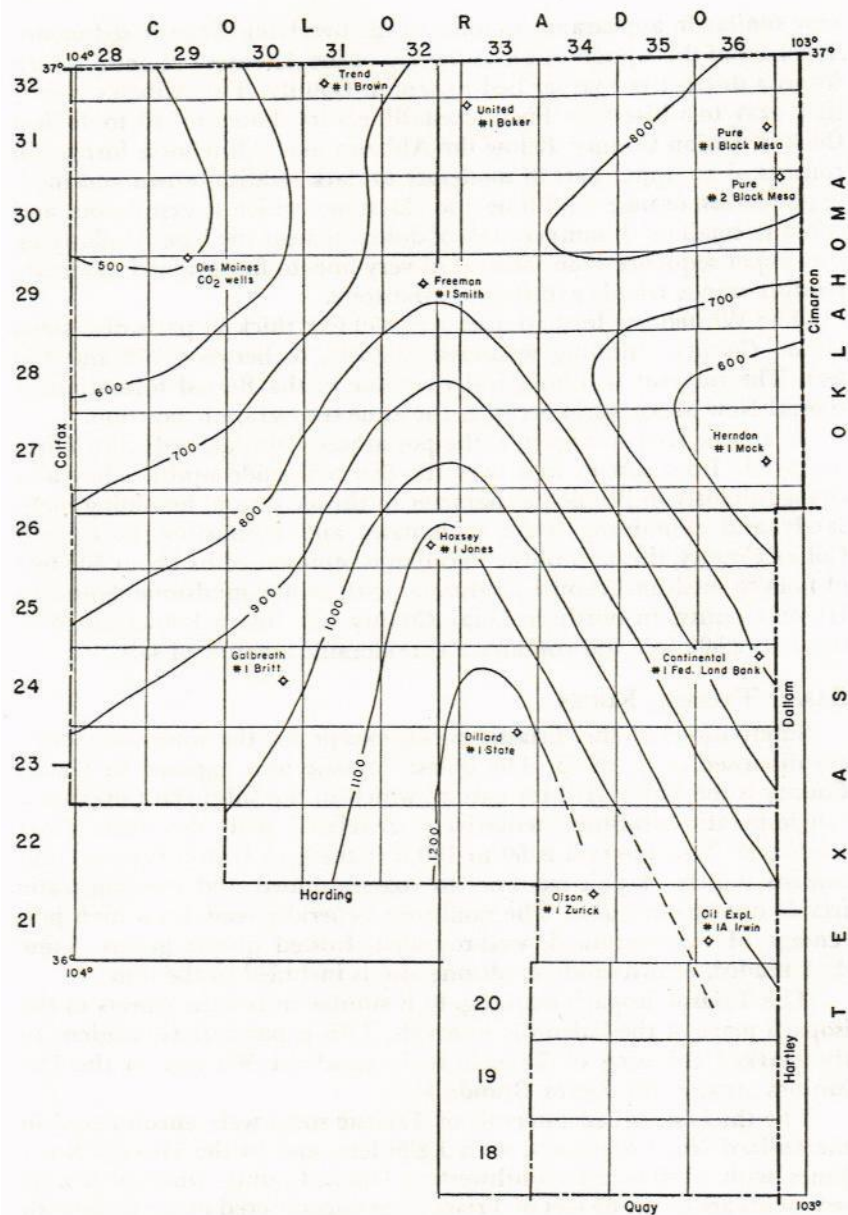 C O L O R A D O
104° 28 29 30 31 32 33 34 35 36 103°
37° 37°
32
Trend
#1 Brown
United
#1 Baker
31
800
Pure
#1 Black Mesa
30
Pure
#2 Black Mesa
500
Des Moines
CO2 wells
29
Freeman
#1 Smith
700
Cimarron
OKLAHOMA
28
600
600
27
Colfax
700
Herndon
#1 Mock
26
800
Hoxsey
#1 Jones
25
900
1000
24
Galbreath
#1 Britt
Continental
#1 Fed. Land Bank
Dallam
23
Dillard
#1 State
1100
22
1200
TEXAS
Harding
21
Olson
#1 Zurick
Oil Expl.
#1A Irwin
36°
104°
20
19
Hartley
18
Quay
103°